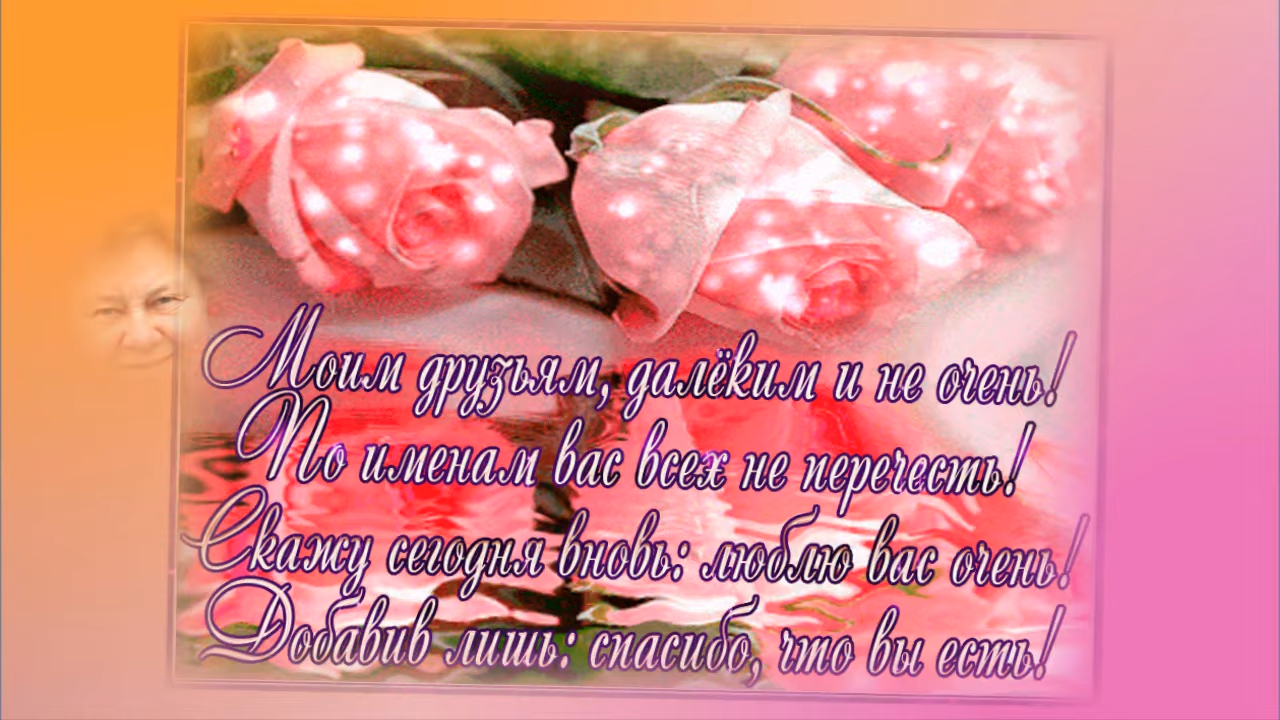 Моим друзьям, далёким и не очень!
По именам вас всех не перечесть!
Скажу сегодня вновь: люблю вас очень!
Добавив лишь: спасибо, что вы есть!